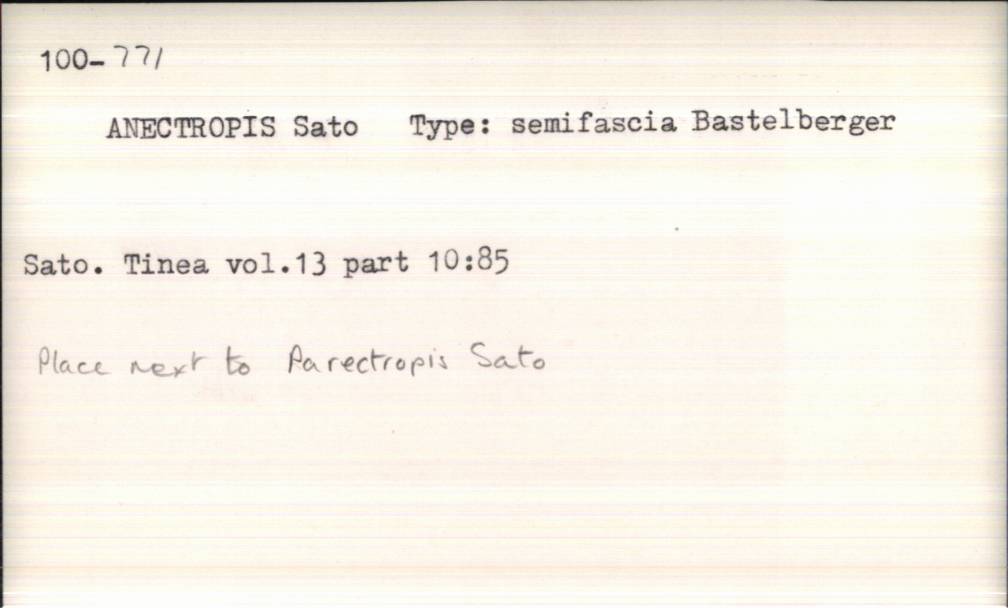 100-771
ANECTROPIS Sato Type: semifascia Bastelberger
Sato. Tinea vol.13 part 10:85
Place next to Parectropis Sato